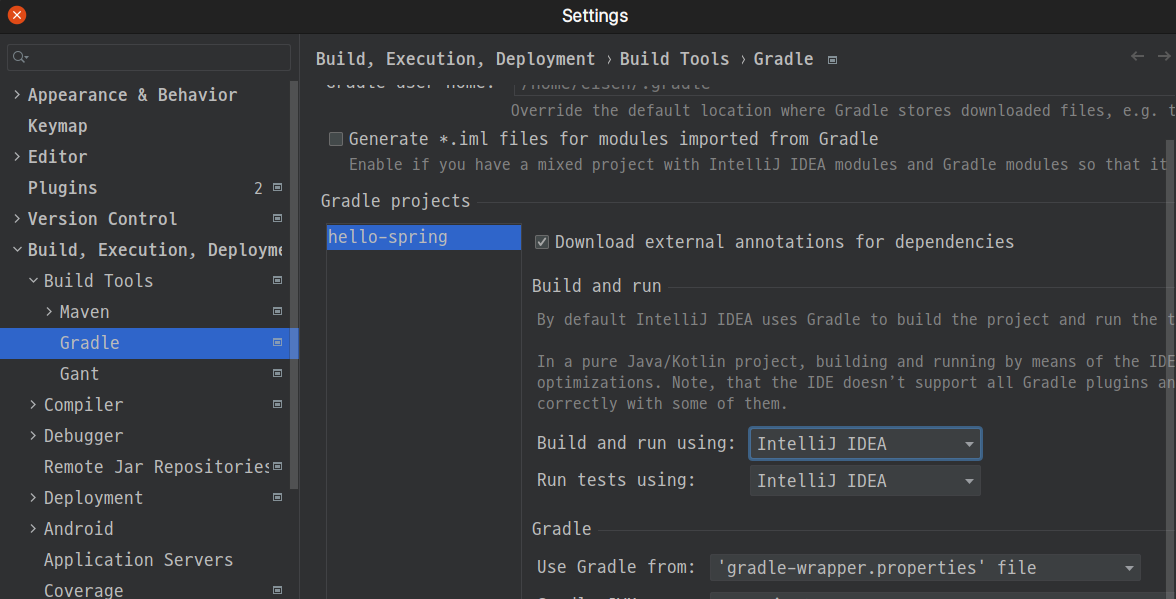 Settings
Appearance & Behavior
Keymap
Editor
Plugins 2
Version Control
Build, Execution, Deployme
Build Tools
Maven
Gradle
Gant
Compiler
Debugger
Remote Jar Repositories
Deployment
Android
Application Servers
Coverage
Build, Execution, Deployment › Build Tools › Gradle
Gradle user home: /home/eisen/.gradle
Override the default location where Gradle stores downloaded files, e.g. t
Generate *.iml files for modules imported from Gradle
Enable if you have a mixed project with IntelliJ IDEA modules and Gradle modules so that it
Gradle projects
hello-spring
Download external annotations for dependencies
Build and run
By default IntelliJ IDEA uses Gradle to build the project and run the t
In a pure Java/Kotlin project, building and running by means of the IDE
optimizations. Note, that the IDE doesn't support all Gradle plugins an
correctly with some of them.
Build and run using: IntelliJ IDEA
Run tests using: IntelliJ IDEA
Gradle
Use Gradle from: 'gradle-wrapper.properties' file